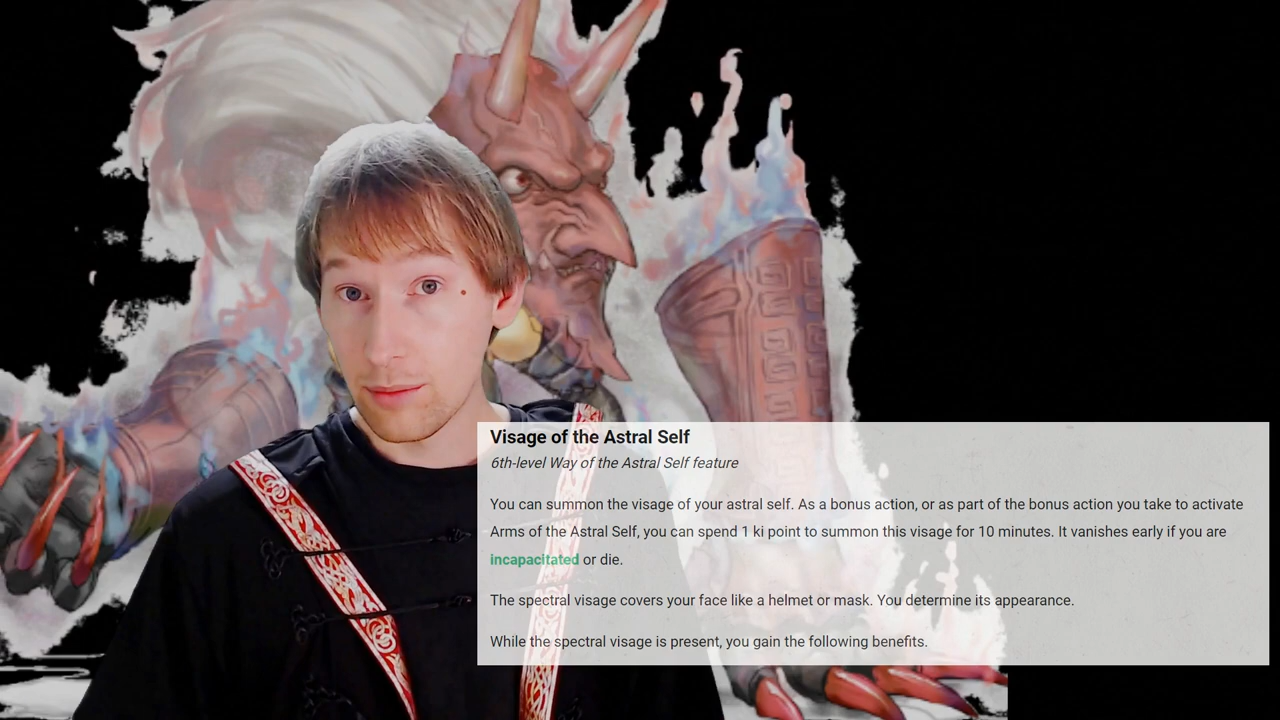 Visage of the Astral Self
6th-level Way of the Astral Self feature
You can summon the visage of your astral self. As a bonus action, or as part of the bonus action you take to activate
Arms of the Astral Self, you can spend 1 ki point to summon this visage for 10 minutes. It vanishes early if you are
incapacitated or die.
The spectral visage covers your face like a helmet or mask. You determine its appearance.
While the spectral visage is present, you gain the following benefits.